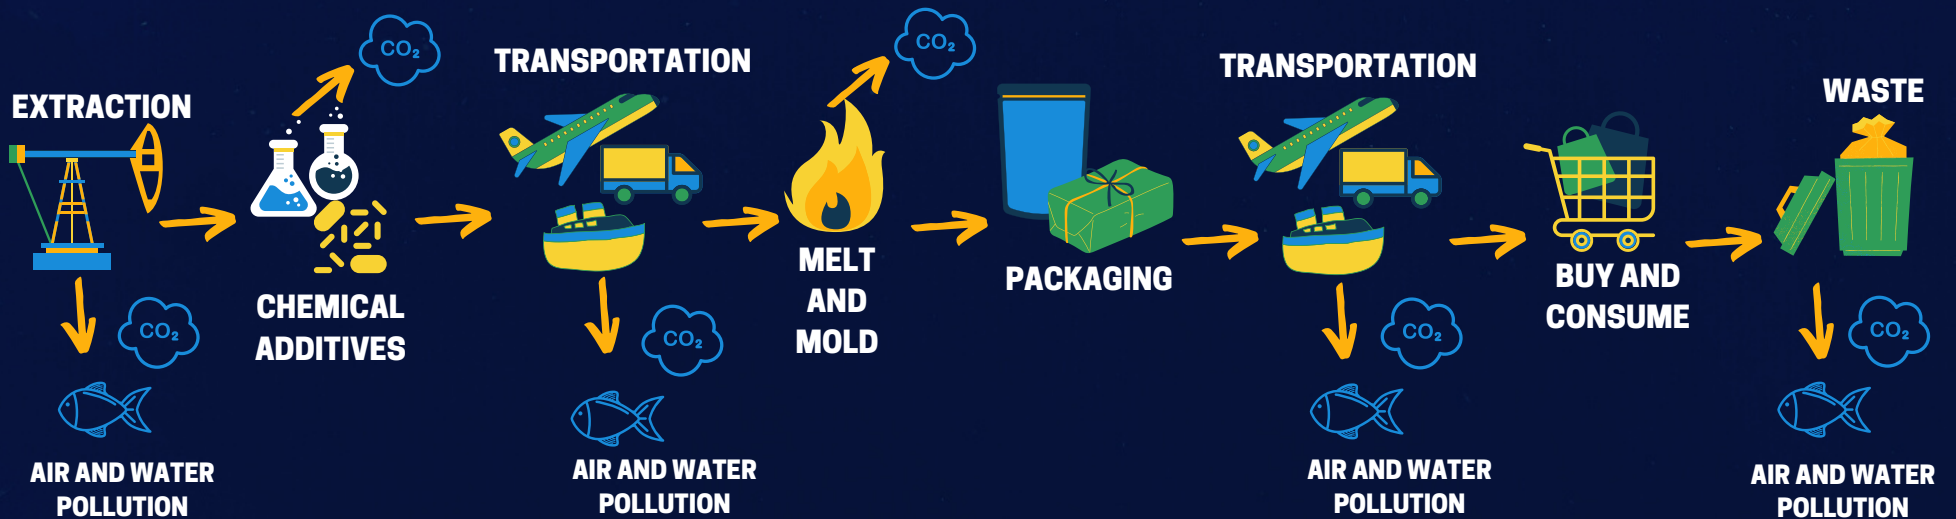 EXTRACTION
CO₂
AIR AND WATER
POLLUTION
CO₂
CHEMICAL
ADDITIVES
TRANSPORTATION
CO₂
AIR AND WATER
POLLUTION
CO₂
MELT
AND
MOLD
PACKAGING
TRANSPORTATION
CO₂
AIR AND WATER
POLLUTION
BUY AND
CONSUME
WASTE
CO₂
AIR AND WATER
POLLUTION